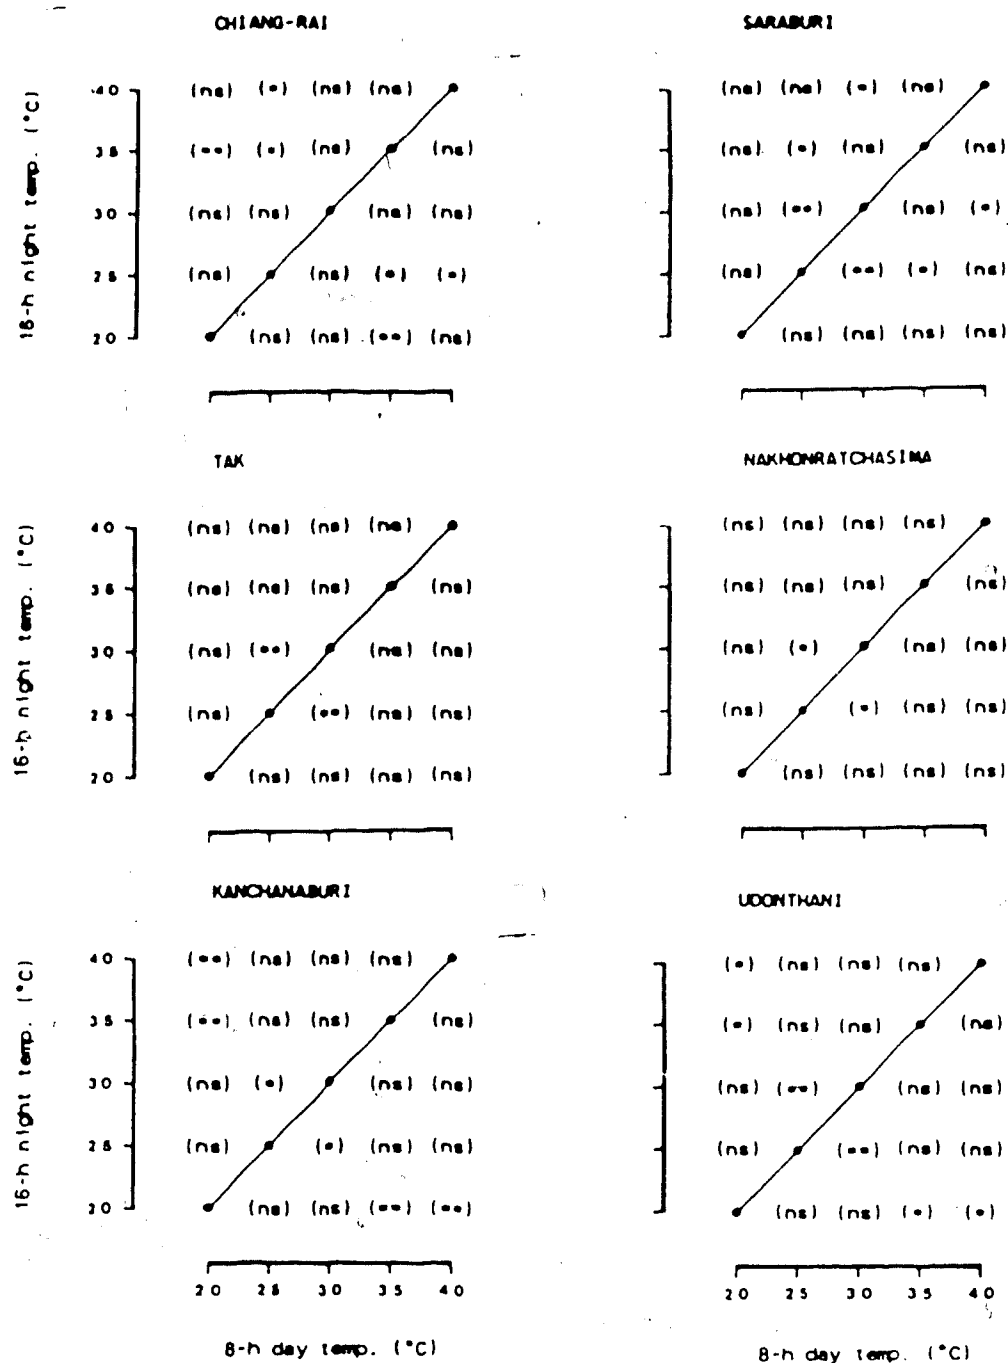 CHIANG-RAI
16-h night temp. (°C)
40 (ns) (*) (ns) (ns)
35 (**) (*) (ns) (ns)
30 (ns) (ns) (ns) (ns)
25 (ns) (ns) (*) (*)
20 (ns) (ns) (**) (ns)
SARABURI
(ns) (ns) (*) (ns)
(ns) (*) (ns) (ns)
(ns) (**) (ns) (*)
(ns) (**) (*) (ns)
(ns) (ns) (ns) (ns)
TAK
16-h night temp. (°C)
40 (ns) (ns) (ns) (ns)
35 (ns) (ns) (ns) (ns)
30 (ns) (**) (ns) (ns)
25 (ns) (**) (ns) (ns)
20 (ns) (ns) (ns) (ns)
NAKHONRATCHASIMA
(ns) (ns) (ns) (ns)
(ns) (ns) (ns) (ns)
(ns) (*) (ns) (ns)
(ns) (*) (ns) (ns)
(ns) (ns) (ns) (ns)
KANCHANABURI
16-h night temp. (°C)
40 (**) (ns) (ns) (ns)
35 (**) (ns) (ns) (ns)
30 (ns) (*) (ns) (ns)
25 (ns) (*) (ns) (ns)
20 (ns) (ns) (**) (**)
20 25 30 35 40
8-h day temp. (°C)
UDONTHANI
(*) (ns) (ns) (ns)
(*) (ns) (ns) (ns)
(ns) (**) (ns) (ns)
(ns) (**) (ns) (ns)
(ns) (ns) (*) (*)
20 25 30 35 40
8-h day temp. (°C)